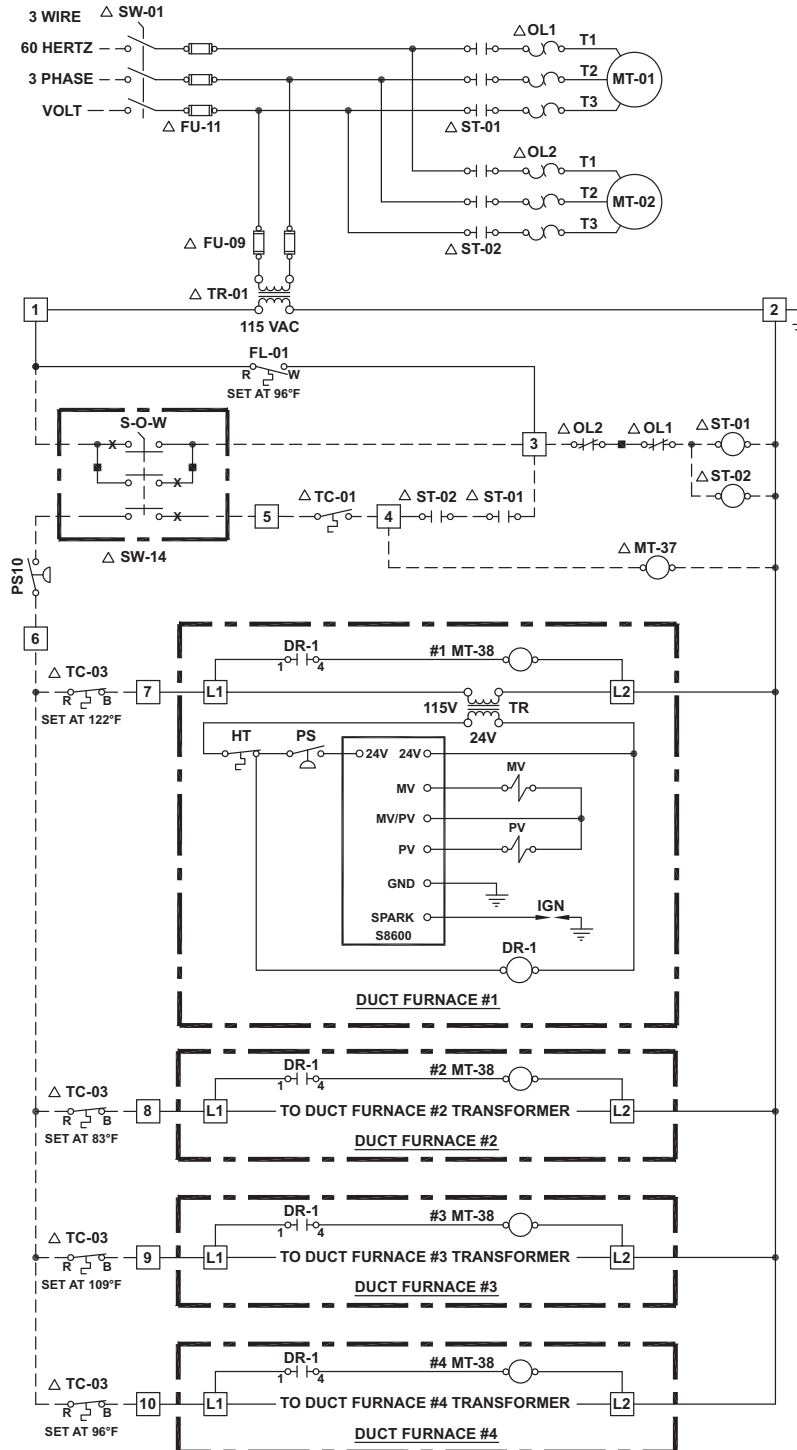 3 WIRE △ SW-01
60 HERTZ △ OL1 T1
3 PHASE T2 MT-01
VOLT T3
△ FU-11 △ ST-01
△ OL2 T1
T2 MT-02
△ FU-09 T3
△ ST-02
△ TR-01
1 2
115 VAC
FL-01
R W
SET AT 96°F
S-O-W
X
3 △ OL2 △ OL1 △ ST-01
X
△ ST-02
5 △ TC-01 4 △ ST-02 △ ST-01
X
△ SW-14 △ MT-37
PS10
6
DR-1 #1 MT-38
1 4
△ TC-03
R B 7 L1 L2
SET AT 122°F 115V TR
24V
HT PS
24V 24V
MV MV
MV/PV
PV PV
GND
SPARK IGN
S8600
DR-1
DUCT FURNACE #1
DR-1 #2 MT-38
1 4
△ TC-03
R B 8 L1 TO DUCT FURNACE #2 TRANSFORMER L2
SET AT 83°F
DUCT FURNACE #2
DR-1 #3 MT-38
1 4
△ TC-03
R B 9 L1 TO DUCT FURNACE #3 TRANSFORMER L2
SET AT 109°F
DUCT FURNACE #3
DR-1 #4 MT-38
1 4
△ TC-03
R B 10 L1 TO DUCT FURNACE #4 TRANSFORMER L2
SET AT 96°F
DUCT FURNACE #4